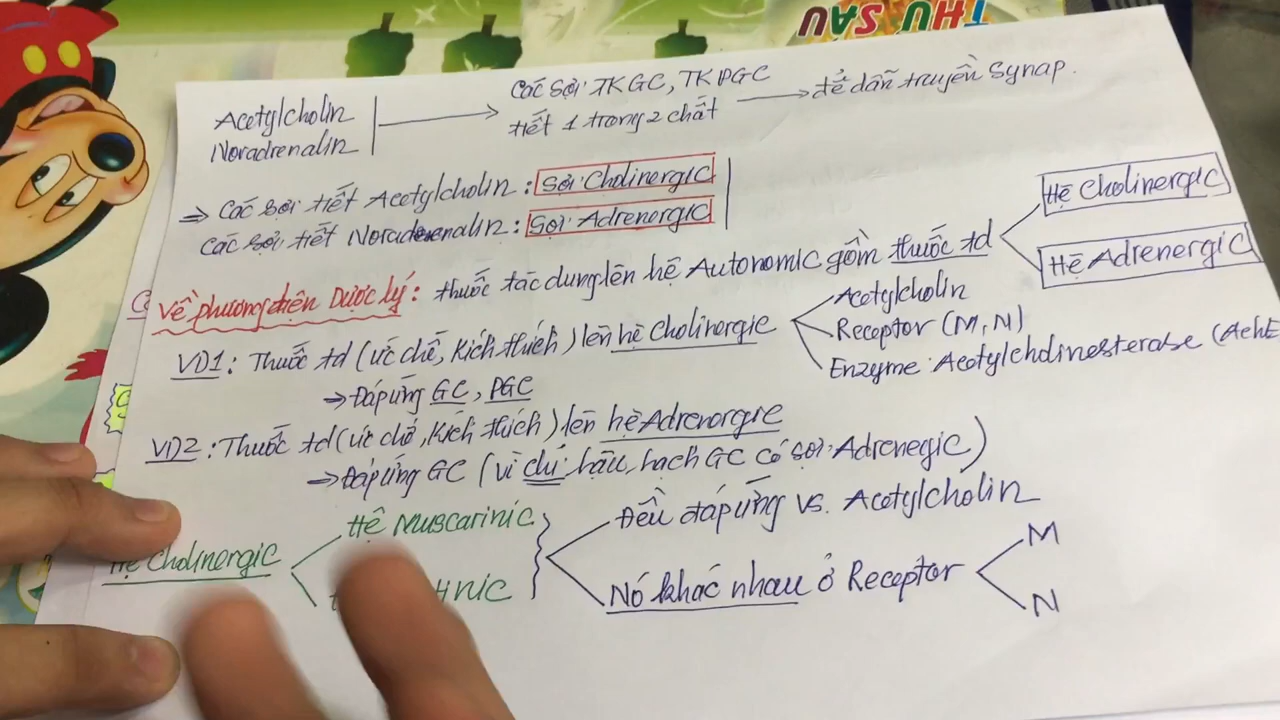 THỨ SÁU
Acetylcholin
Noradrenalin
Các sợi TKGC, TKPGC
tiết 1 trong 2 chất
để dẫn truyền Synap.
⇒ Các sợi tiết Acetylcholin : Sợi Cholinergic
Các sợi tiết Noradrenalin : Sợi Adrenergic
Về phương diện Dược lý : thuốc tác dụng lên hệ Autonomic gồm thuốc td
Hệ Cholinergic
Hệ Adrenergic
VD1 : Thuốc td (ức chế, kích thích) lên hệ Cholinergic
Acetylcholin
Receptor (M, N)
Enzyme : Acetylcholinesterase (AchE
→ Đáp ứng GC, PGC
VD2 : Thuốc td (ức chế, kích thích) lên hệ Adrenergic
→ Đáp ứng GC (vì chỉ hậu hạch GC có sợi Adrenegic)
Hệ Cholinergic
Hệ Muscarinic
Đều đáp ứng vs. Acetylcholin
Nó khác nhau ở Receptor
M
N